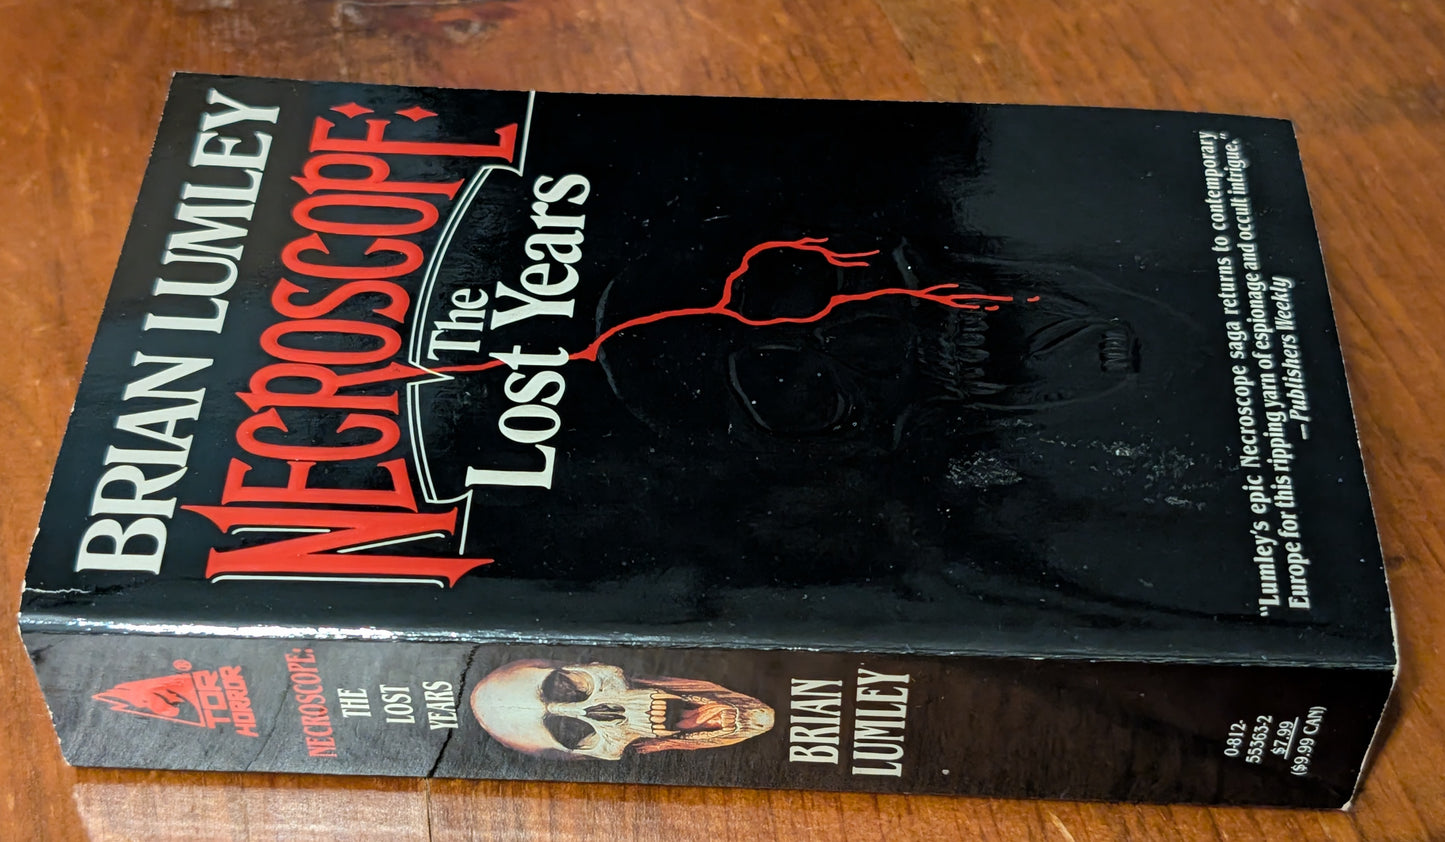 BRIAN LUMLEY
NECROSCOPE:
The
Lost Years
"Lumley's epic Necroscope saga returns to contemporary
Europe for this ripping yarn of espionage and occult intrigue."
—Publishers Weekly
TOR®
HORROR
NECROSCOPE:
THE
LOST
YEARS
BRIAN
LUMLEY
0-812-
55363-2
$7.99
($9.99 CAN)